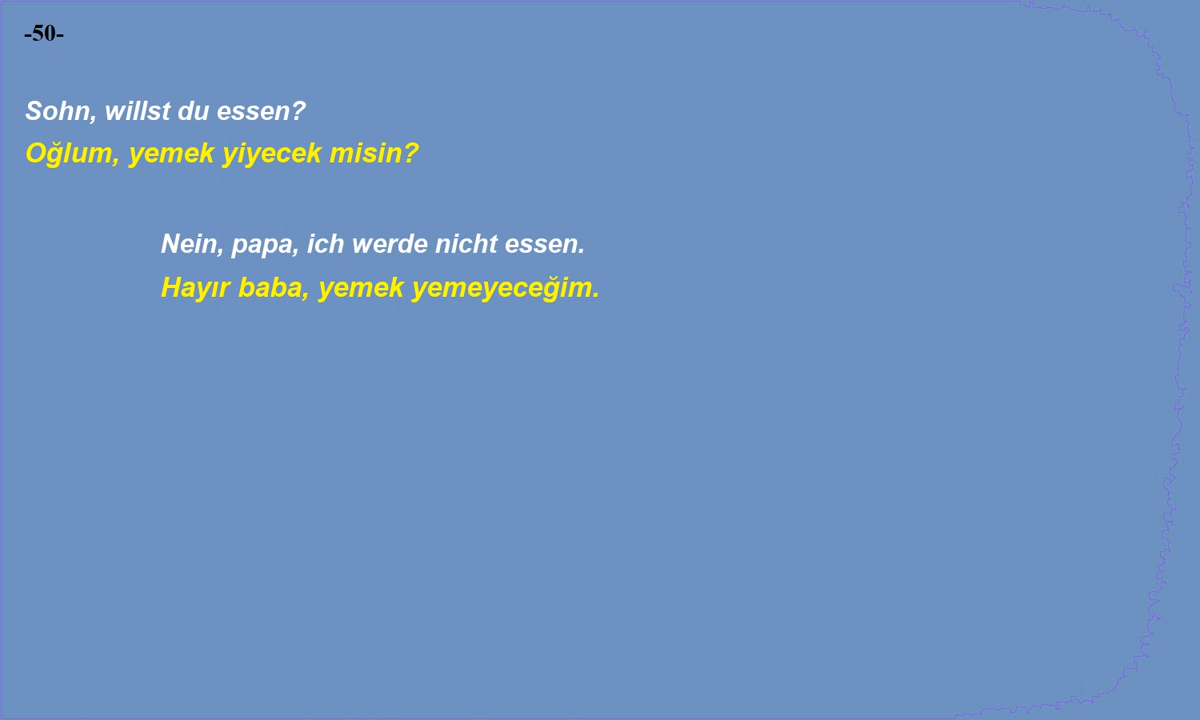 -50-
Sohn, willst du essen?
Oğlum, yemek yiyecek misin?
Nein, papa, ich werde nicht essen.
Hayır baba, yemek yemeyeceğim.